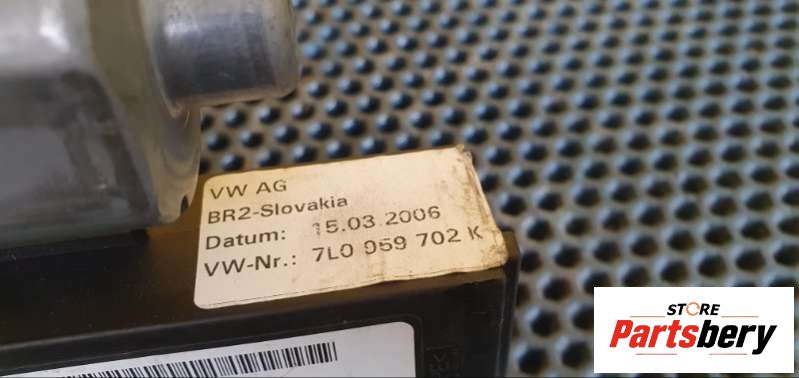 VW AG
BR2-Slovakia
Datum: 15.03.2006
VW-Nr.: 7L0 959 702 K
STORE
Partsbery